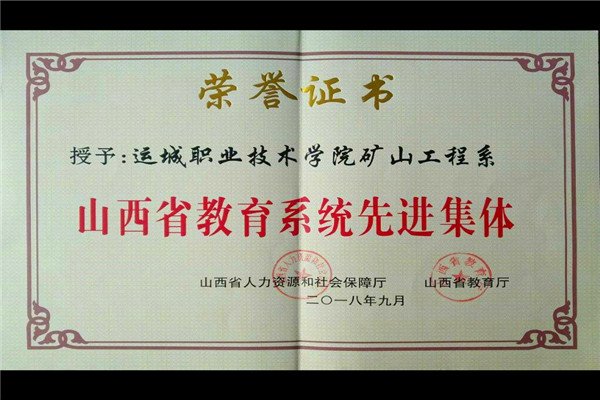 荣誉证书
授予:运城职业技术学院矿山工程系
山西省教育系统先进集体
山西省人力资源和社会保障厅 山西省教育厅
二〇一八年九月